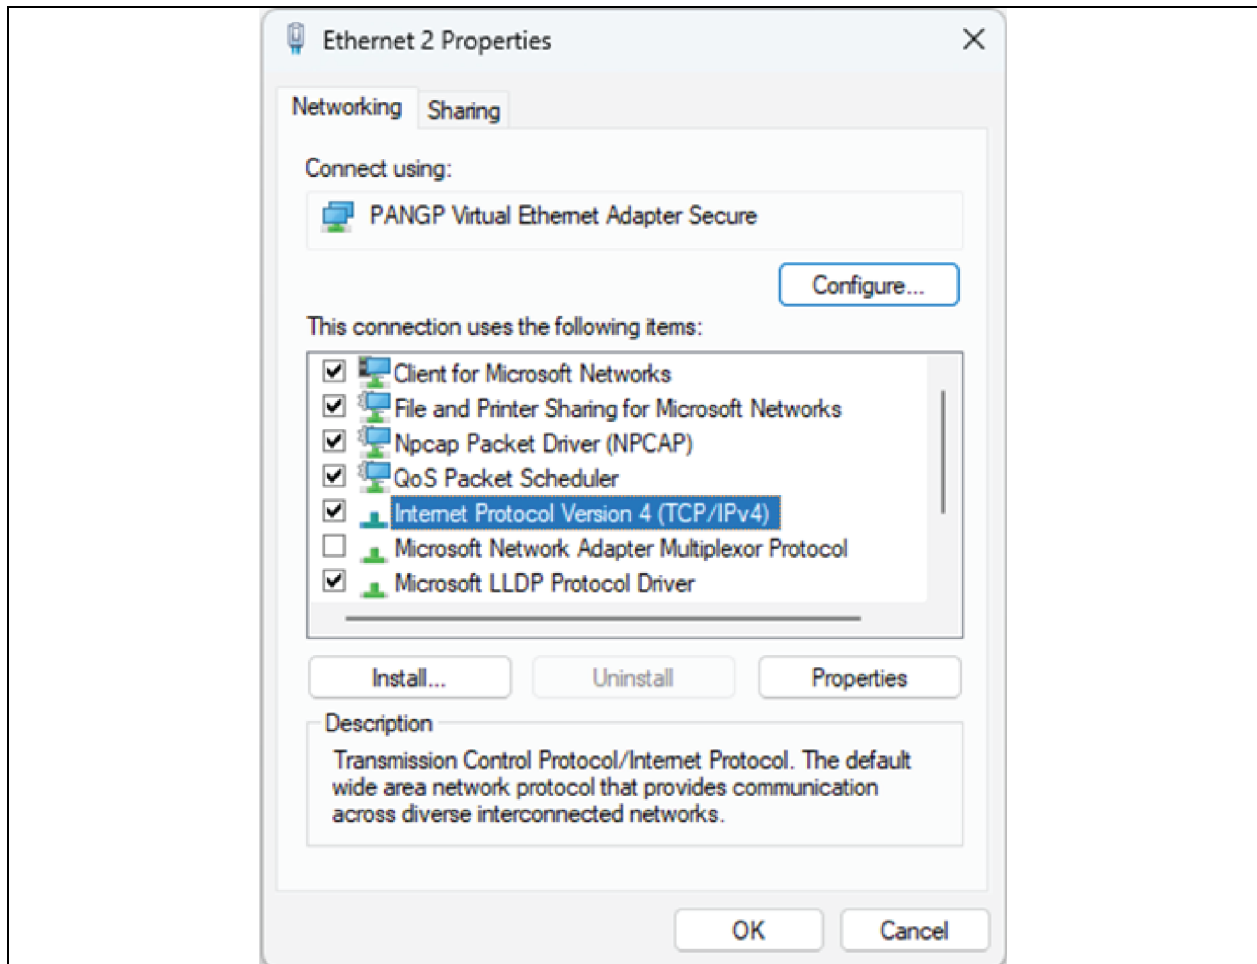 Ethernet 2 Properties
Networking
Sharing
Connect using:
PANGP Virtual Ethernet Adapter Secure
Configure...
This connection uses the following items:
Client for Microsoft Networks
File and Printer Sharing for Microsoft Networks
Npcap Packet Driver (NPCAP)
QoS Packet Scheduler
Internet Protocol Version 4 (TCP/IPv4)
Microsoft Network Adapter Multiplexor Protocol
Microsoft LLDP Protocol Driver
Install...
Uninstall
Properties
Description
Transmission Control Protocol/Internet Protocol. The default
wide area network protocol that provides communication
across diverse interconnected networks.
OK
Cancel